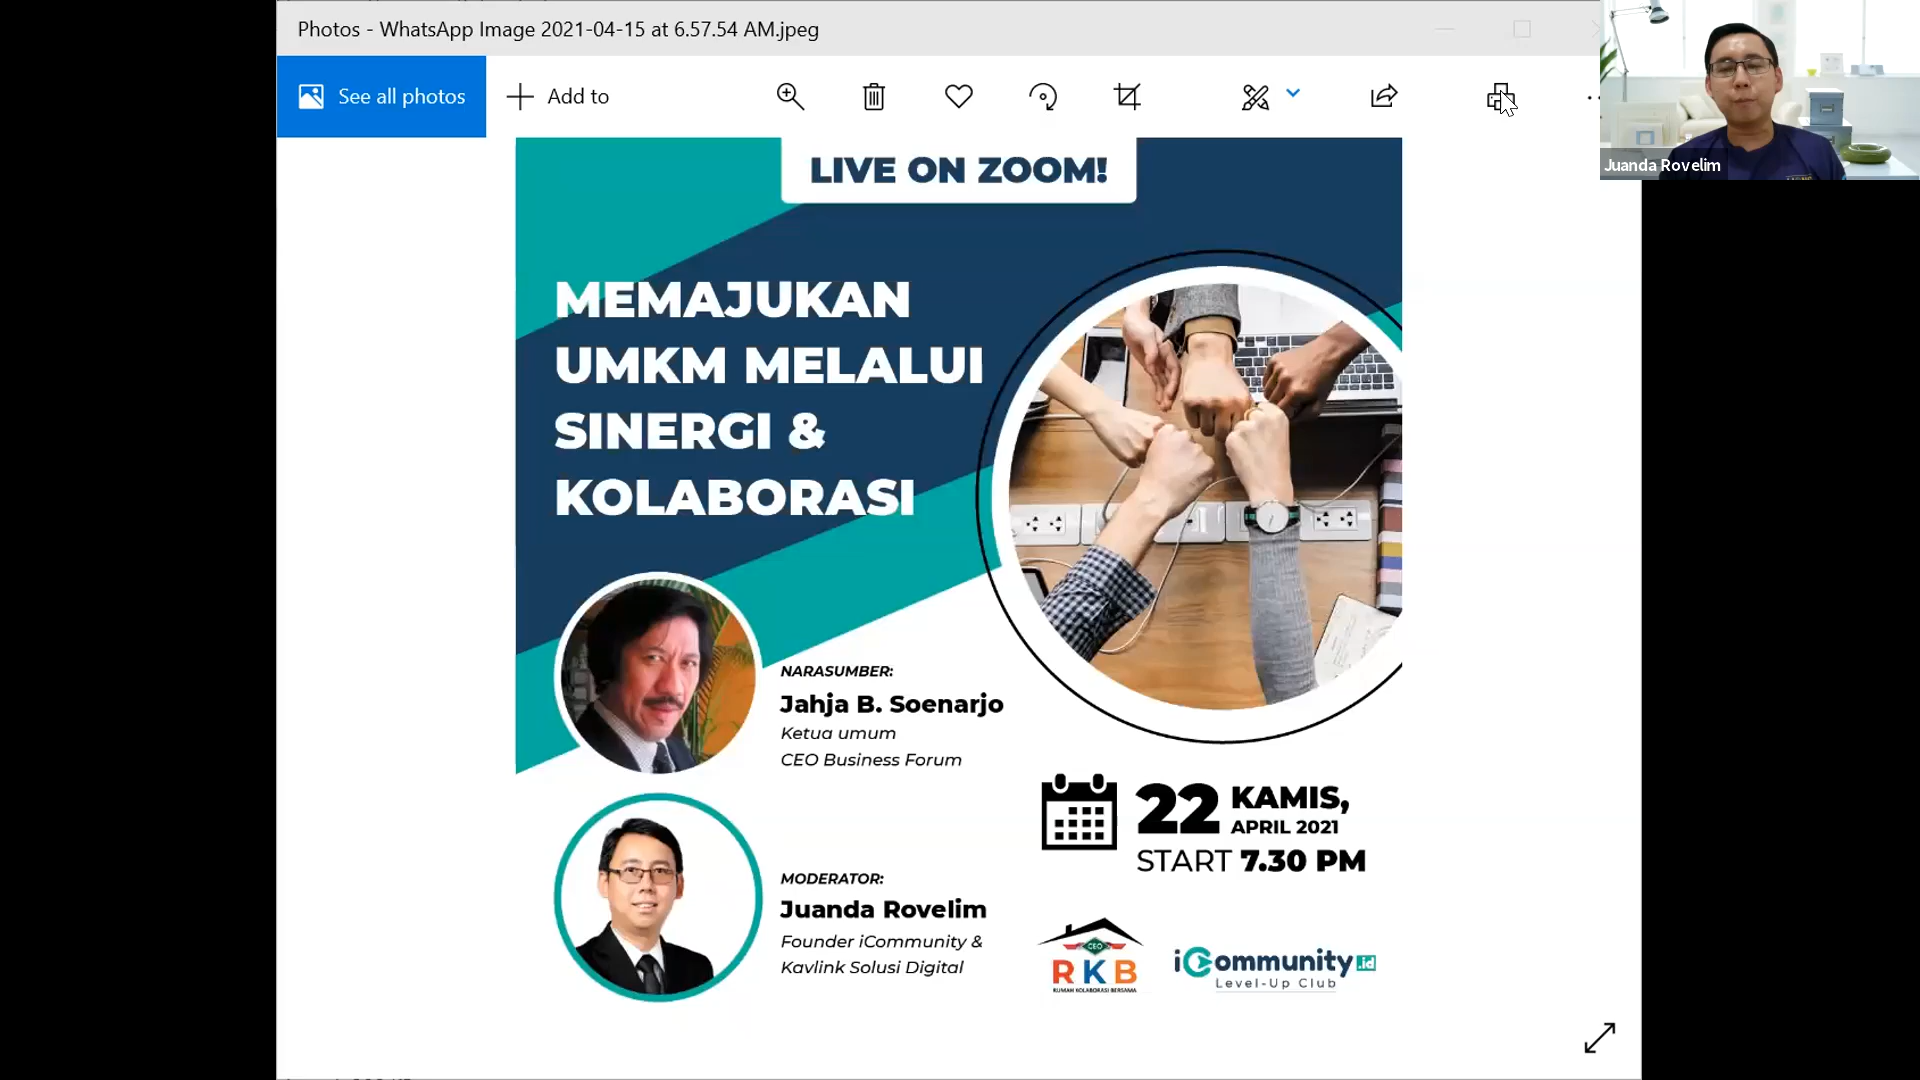 Photos - WhatsApp Image 2021-04-15 at 6.57.54 AM.jpeg
See all photos
Add to
Juanda Rovelim
LIVE ON ZOOM!
MEMAJUKAN
UMKM MELALUI
SINERGI &
KOLABORASI
NARASUMBER:
Jahja B. Soenarjo
Ketua umum
CEO Business Forum
MODERATOR:
Juanda Rovelim
Founder iCommunity &
Kavlink Solusi Digital
22 KAMIS,
APRIL 2021
START 7.30 PM
CEO
RKB
RUMAH KOLABORASI BERSAMA
iCommunity.id
Level-Up Club